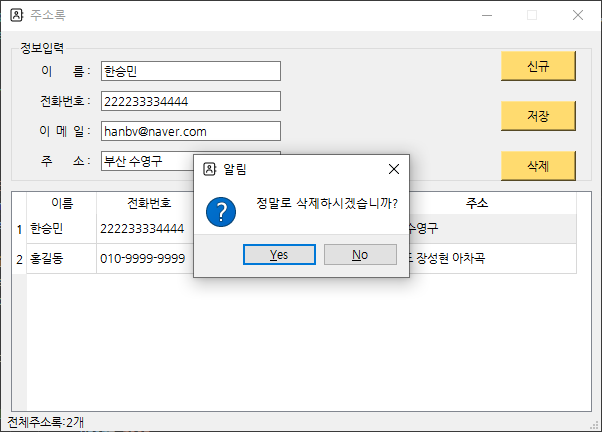 주소록
정보입력
이 름 : 한승민
신규
전화번호 : 222233334444
저장
이 메 일 : hanbv@naver.com
주 소 : 부산 수영구
삭제
알림
정말로 삭제하시겠습니까?
Yes No
이름 전화번호 주소
1 한승민 222233334444 수영구
2 홍길동 010-9999-9999 장성현 아차곡
전체주소록:2개